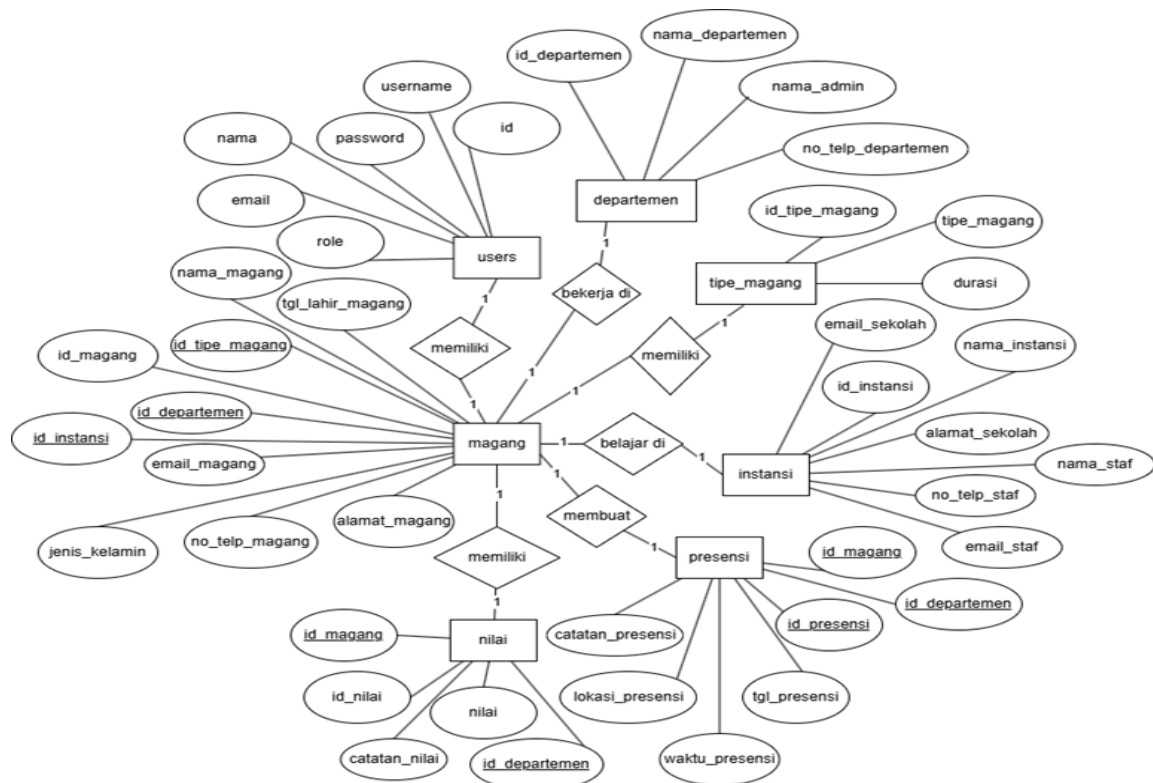 nama_departemen
id_departemen
username
nama_admin
nama
password
id
no_telp_departemen
email
departemen
id_tipe_magang
tipe_magang
role
users
1
nama_magang
tgl_lahir_magang
1
bekerja di
tipe_magang
durasi
1
email_sekolah
nama_instansi
id_tipe_magang
memiliki
memiliki
id_magang
id_instansi
1
1
1
id_departemen
id_instansi
magang
1
belajar di
1
alamat_sekolah
email_magang
instansi
nama_staf
1
1
no_telp_staf
alamat_magang
membuat
jenis_kelamin
no_telp_magang
email_staf
memiliki
1
presensi
id_magang
1
id_departemen
id_magang
nilai
catatan_presensi
id_presensi
id_nilai
nilai
lokasi_presensi
tgl_presensi
catatan_nilai
id_departemen
waktu_presensi